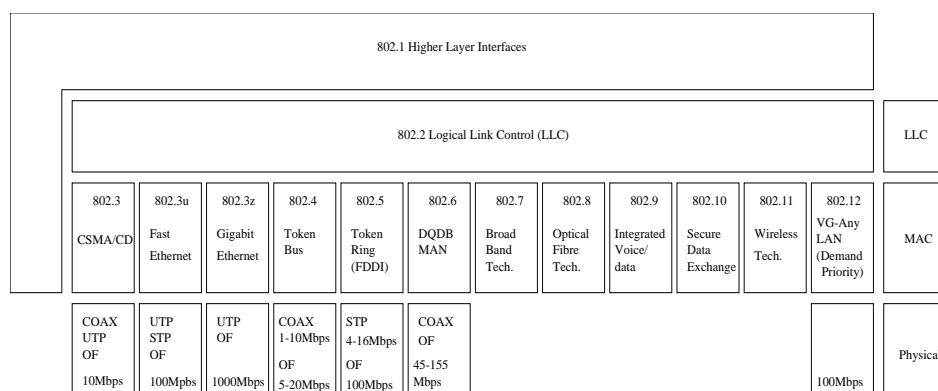 802.1 Higher Layer Interfaces
802.2 Logical Link Control (LLC)
LLC
802.3
CSMA/CD
802.3u
Fast
Ethernet
802.3z
Gigabit
Ethernet
802.4
Token
Bus
802.5
Token
Ring
(FDDI)
802.6
DQDB
MAN
802.7
Broad
Band
Tech.
802.8
Optical
Fibre
Tech.
802.9
Integrated
Voice/
data
802.10
Secure
Data
Exchange
802.11
Wireless
Tech.
802.12
VG-Any
LAN
(Demand
Priority)
MAC
COAX
UTP
OF
10Mbps
UTP
STP
OF
100Mpbs
UTP
OF
1000Mbps
COAX
1-10Mbps
OF
5-20Mbps
STP
4-16Mbps
OF
100Mbps
COAX
OF
45-155
Mbps
100Mbps
Physica